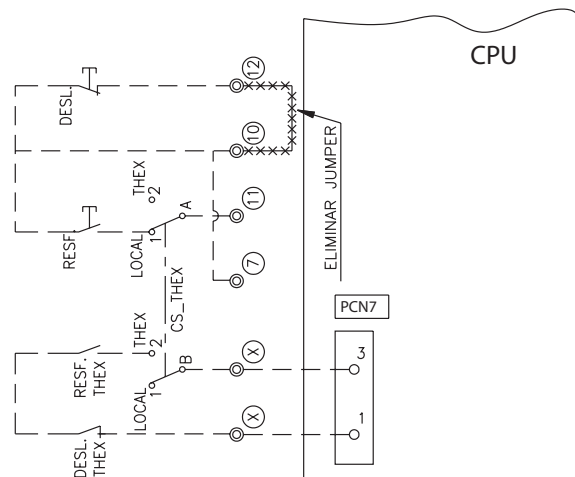 CPU
12
DESL.
10
ELIMINAR JUMPER
THEX
2
A
11
RESF.
LOCAL
1
7
CS_THEX
PCN7
THEX
2
B
X
3
RESF.
THEX
LOCAL
1
X
1
DESL.
THEX